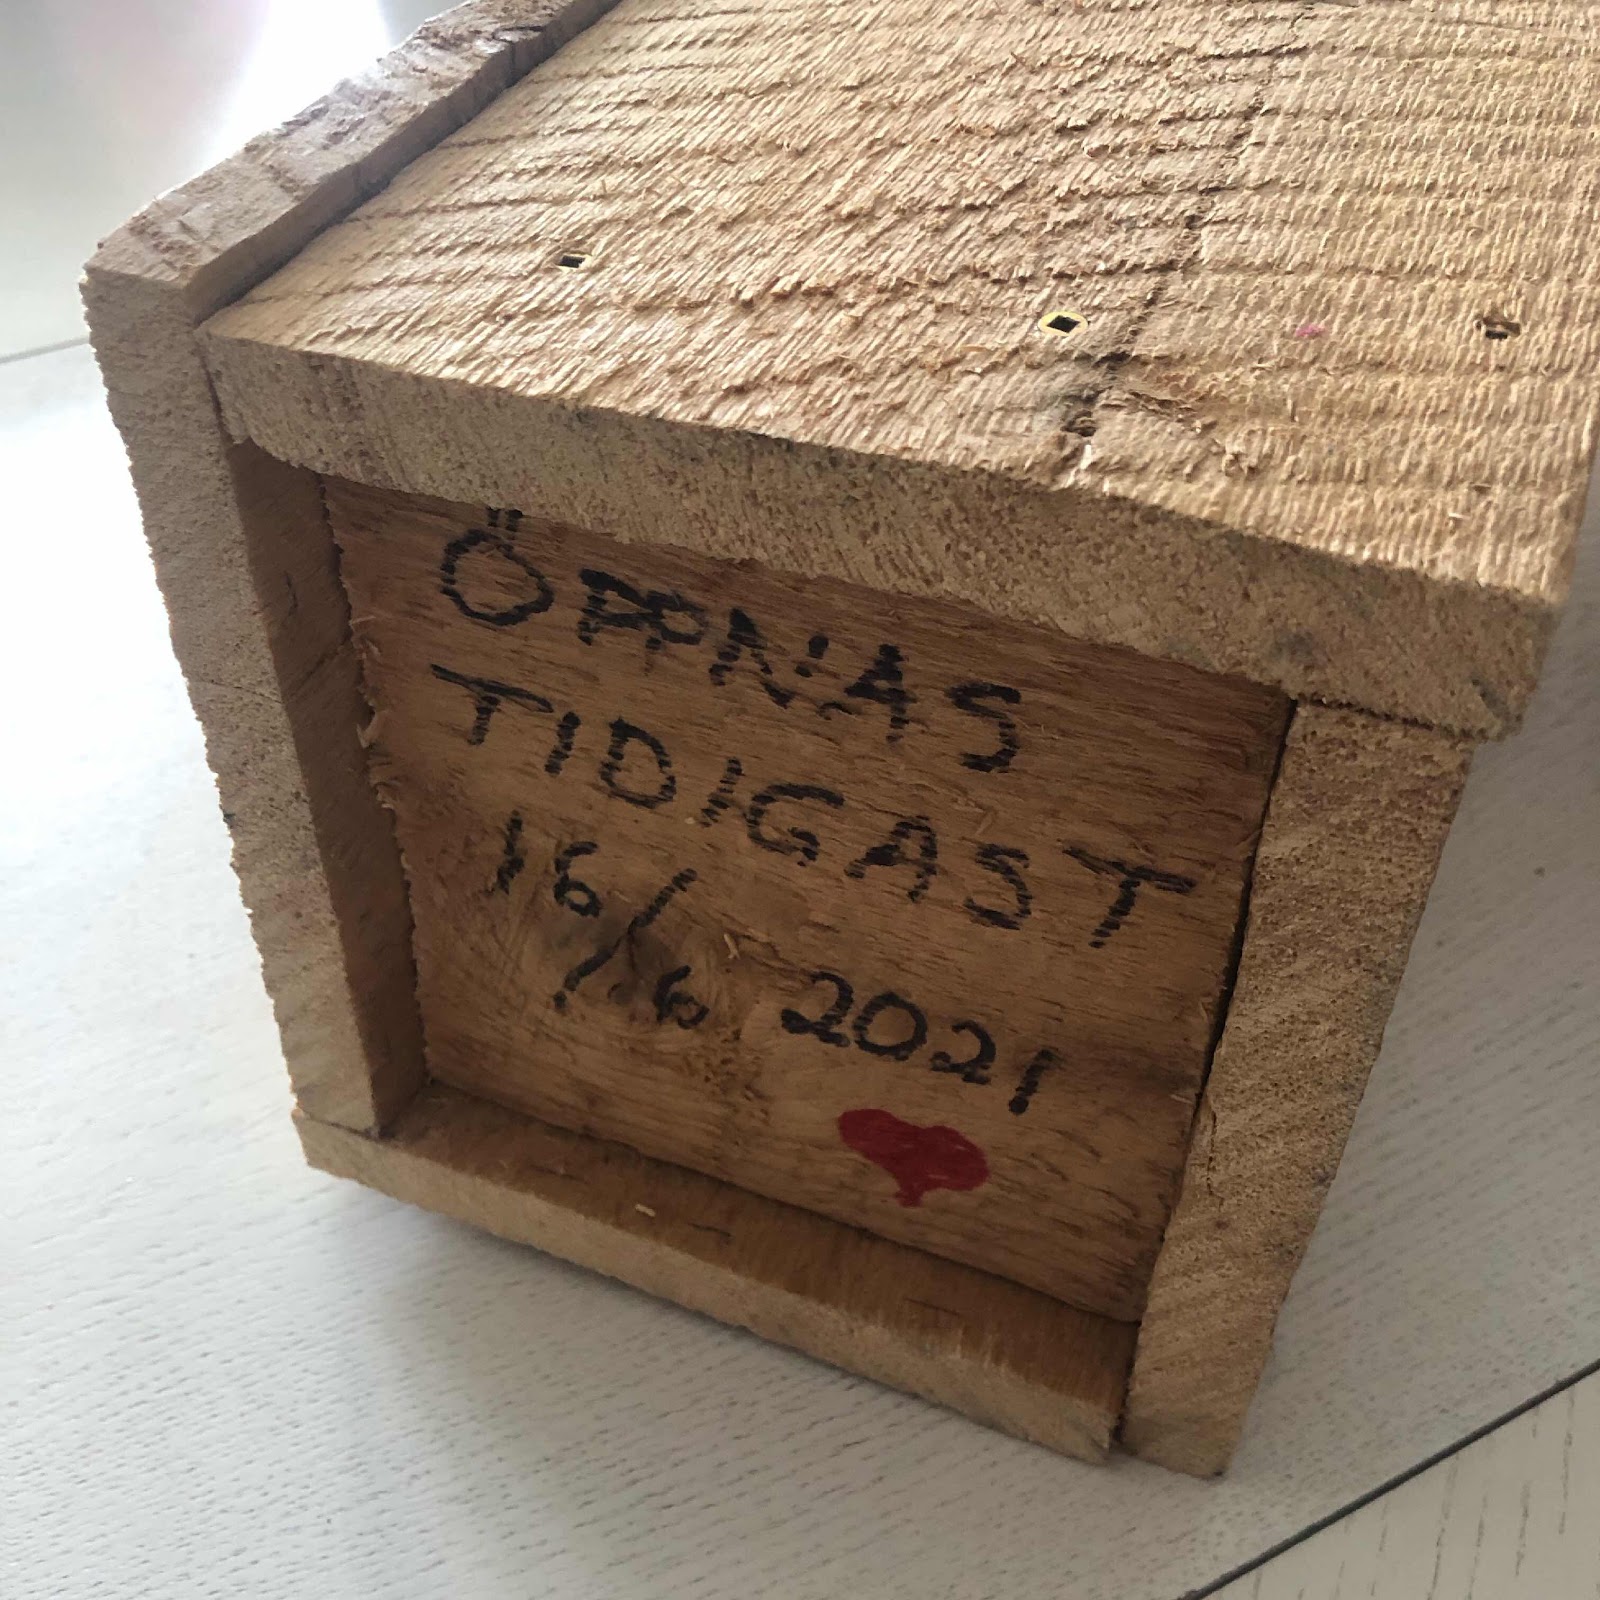 ÖPPNAS
TIDIGAST
16/6 2021